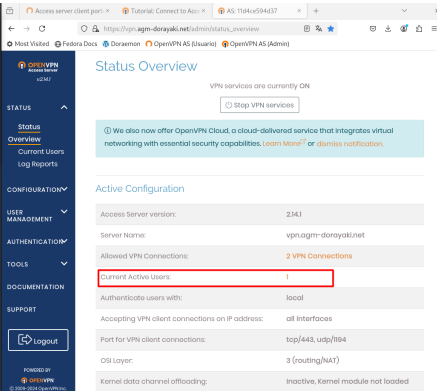 Access server client port
Tutorial: Connect to Acc
AS: 11d4ce594d37
https://vpn.agm-dorayaki.net/admin/status_overview
Most Visited Fedora Docs Doraemon OpenVPN AS (Usuario) OpenVPN AS (Admin)
OPENVPN
Access Server
v2.14.1
STATUS
Status
Overview
Current Users
Log Reports
CONFIGURATION
USER
MANAGEMENT
AUTHENTICATION
TOOLS
DOCUMENTATION
SUPPORT
Logout
POWERED BY
OPENVPN
© 2009-2024 OpenVPN Inc.
Status Overview
VPN services are currently ON
Stop VPN services
We also now offer OpenVPN Cloud, a cloud-delivered service that integrates virtual
networking with essential security capabilities. Learn More or dismiss notification.
Active Configuration
Access Server version: 2.14.1
Server Name: vpn.agm-dorayaki.net
Allowed VPN Connections: 2 VPN Connections
Current Active Users: 1
Authenticate users with: local
Accepting VPN client connections on IP address: all interfaces
Port for VPN client connections: tcp/443, udp/1194
OSI Layer: 3 (routing/NAT)
Kernel data channel offloading: Inactive, Kernel module not loaded